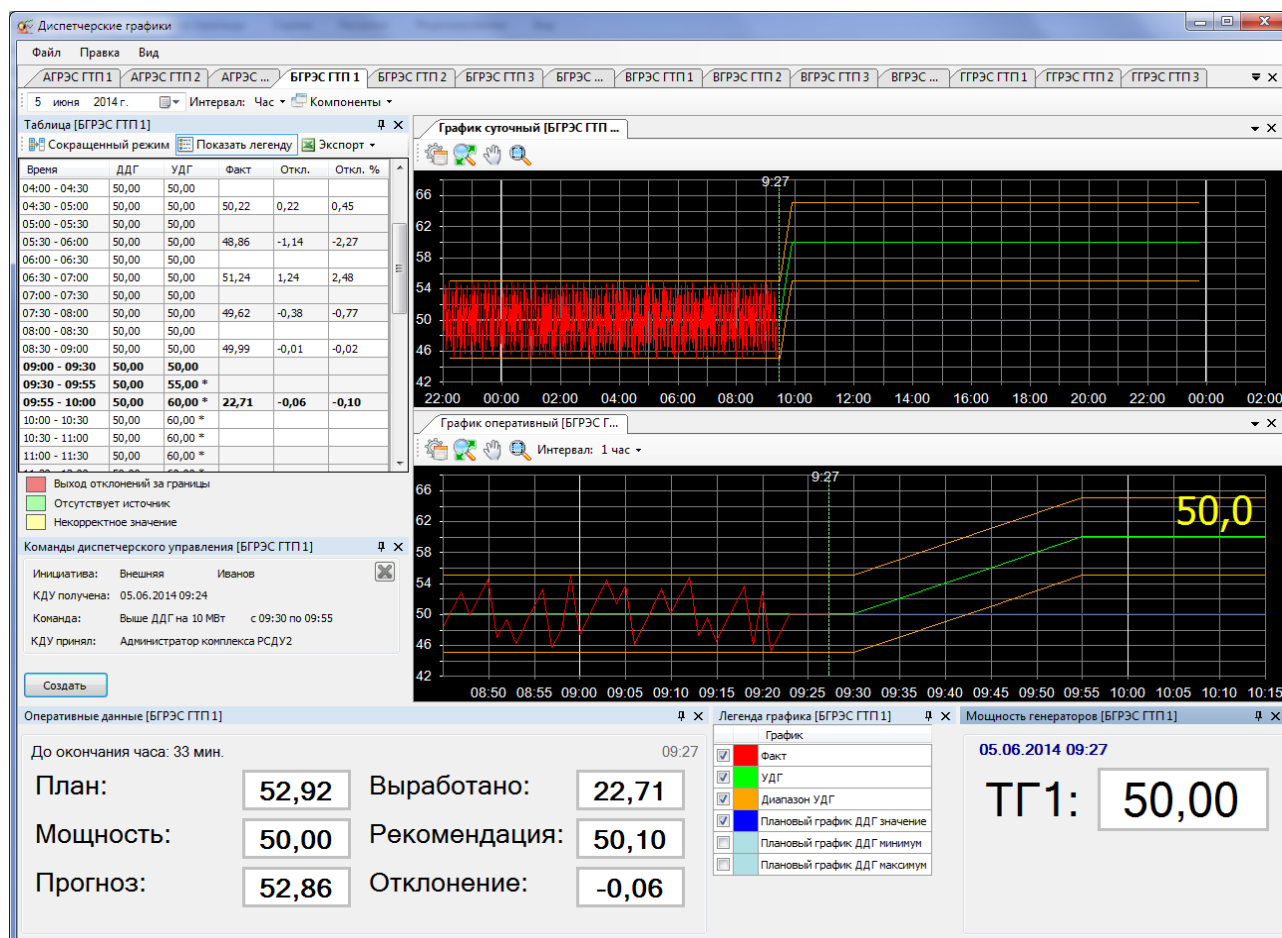 Диспетчерские графики
Файл Правка Вид
АГРЭС ГТП 1 АГРЭС ГТП 2 АГРЭС ... БГРЭС ГТП 1 БГРЭС ГТП 2 БГРЭС ГТП 3 БГРЭС ... ВГРЭС ГТП 1 ВГРЭС ГТП 2 ВГРЭС ГТП 3 ВГРЭС ... ГГРЭС ГТП 1 ГГРЭС ГТП 2 ГГРЭС ГТП 3
5 июня 2014 г. Интервал: Час Компоненты
Таблица [БГРЭС ГТП 1]
Сокращенный режим Показать легенду Экспорт
Время ДДГ УДГ Факт Откл. Откл. %
04:00 - 04:30 50,00 50,00
04:30 - 05:00 50,00 50,00 50,22 0,22 0,45
05:00 - 05:30 50,00 50,00
05:30 - 06:00 50,00 50,00 48,86 -1,14 -2,27
06:00 - 06:30 50,00 50,00
06:30 - 07:00 50,00 50,00 51,24 1,24 2,48
07:00 - 07:30 50,00 50,00
07:30 - 08:00 50,00 50,00 49,62 -0,38 -0,77
08:00 - 08:30 50,00 50,00
08:30 - 09:00 50,00 50,00 49,99 -0,01 -0,02
09:00 - 09:30 50,00 50,00
09:30 - 09:55 50,00 55,00 *
09:55 - 10:00 50,00 60,00 * 22,71 -0,06 -0,10
10:00 - 10:30 50,00 60,00 *
10:30 - 11:00 50,00 60,00 *
11:00 - 11:30 50,00 60,00 *
Выход отклонений за границы
Отсутствует источник
Некорректное значение
Команды диспетчерского управления [БГРЭС ГТП 1]
Инициатива: Внешняя Иванов
КДУ получена: 05.06.2014 09:24
Команда: Выше ДДГ на 10 МВт с 09:30 по 09:55
КДУ принял: Администратор комплекса РСДУ2
Создать
График суточный [БГРЭС ГТП ...
9:27
66
62
58
54
50
46
42
22:00 00:00 02:00 04:00 06:00 08:00 10:00 12:00 14:00 16:00 18:00 20:00 22:00 00:00 02:00
График оперативный [БГРЭС Г...
Интервал: 1 час
9:27
66
62
58
54
50
46
42
50,0
08:50 08:55 09:00 09:05 09:10 09:15 09:20 09:25 09:30 09:35 09:40 09:45 09:50 09:55 10:00 10:05 10:10 10:15
Оперативные данные [БГРЭС ГТП 1]
До окончания часа: 33 мин. 09:27
План: 52,92 Выработано: 22,71
Мощность: 50,00 Рекомендация: 50,10
Прогноз: 52,86 Отклонение: -0,06
Легенда графика [БГРЭС ГТП 1]
График
Факт
УДГ
Диапазон УДГ
Плановый график ДДГ значение
Плановый график ДДГ минимум
Плановый график ДДГ максимум
Мощность генераторов [БГРЭС ГТП 1]
05.06.2014 09:27
ТГ1: 50,00